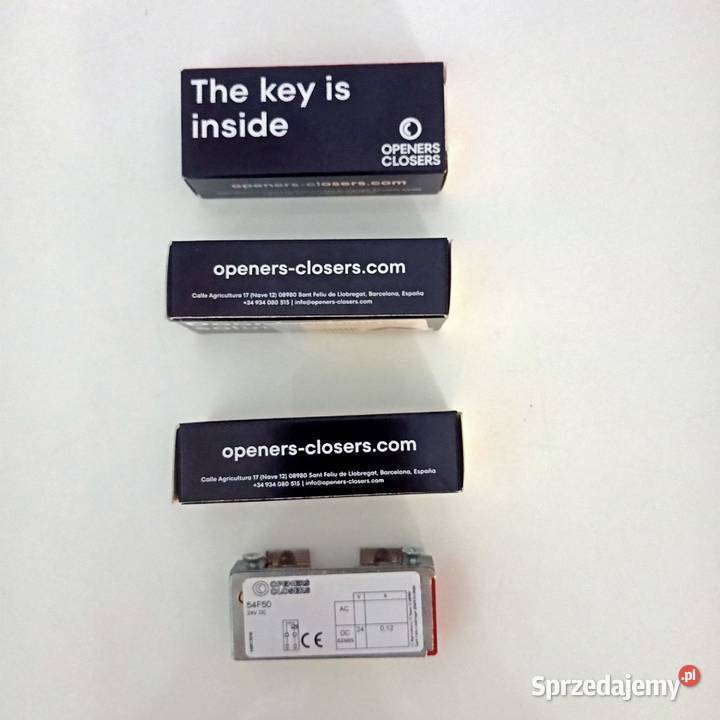 The key is
inside
OPENERS
CLOSERS
openers-closers.com
openers-closers.com
Calle Agricultura 17 (Nave 12) 08980 Sant Feliu de Llobregat, Barcelona, España
+34 934 080 515 | info@openers-closers.com
openers-closers.com
Calle Agricultura 17 (Nave 12) 08980 Sant Feliu de Llobregat, Barcelona, España
+34 934 080 515 | info@openers-closers.com
OPENERS
CLOSERS
54F50
24V DC
V A
AC
DC 24 0,12
CE
Sprzedajemy.pl